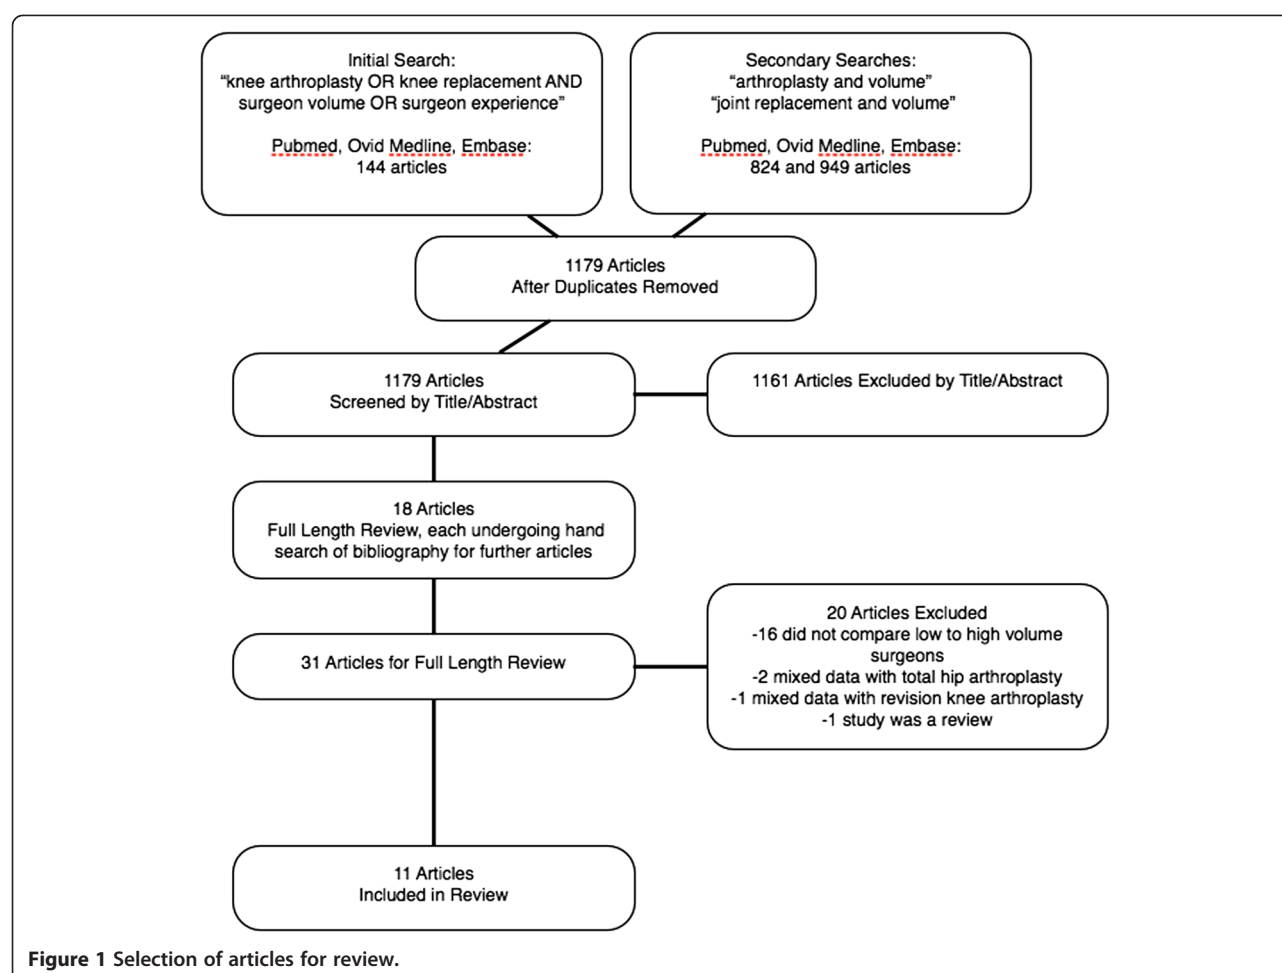 Initial Search:
“knee arthroplasty OR knee replacement AND
surgeon volume OR surgeon experience”
Pubmed, Ovid Medline, Embase:
144 articles
Secondary Searches:
“arthroplasty and volume”
“joint replacement and volume”
Pubmed, Ovid Medline, Embase:
824 and 949 articles
1179 Articles
After Duplicates Removed
1179 Articles
Screened by Title/Abstract
1161 Articles Excluded by Title/Abstract
18 Articles
Full Length Review, each undergoing hand
search of bibliography for further articles
31 Articles for Full Length Review
20 Articles Excluded
-16 did not compare low to high volume
surgeons
-2 mixed data with total hip arthroplasty
-1 mixed data with revision knee arthroplasty
-1 study was a review
11 Articles
Included in Review
Figure 1 Selection of articles for review.